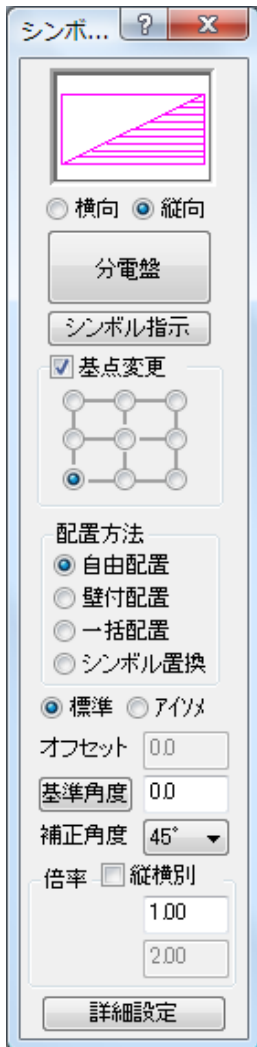 シンボ...
横向 縦向
分電盤
シンボル指示
基点変更
配置方法
自由配置
壁付配置
一括配置
シンボル置換
標準 ｱｲｿﾒ
オフセット 0.0
基準角度 0.0
補正角度 45°
倍率 縦横別
1.00
2.00
詳細設定